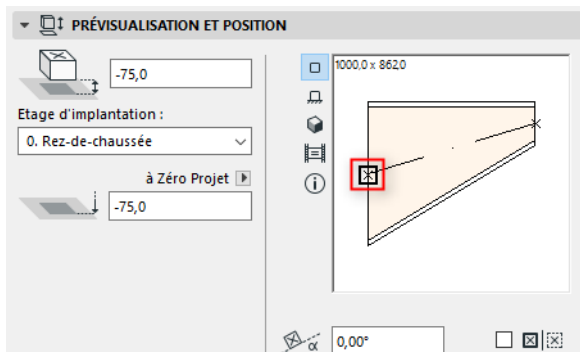 PRÉVISUALISATION ET POSITION
-75,0
Etage d'implantation :
0. Rez-de-chaussée
à Zéro Projet
-75,0
1000,0 x 862,0
α
0,00°